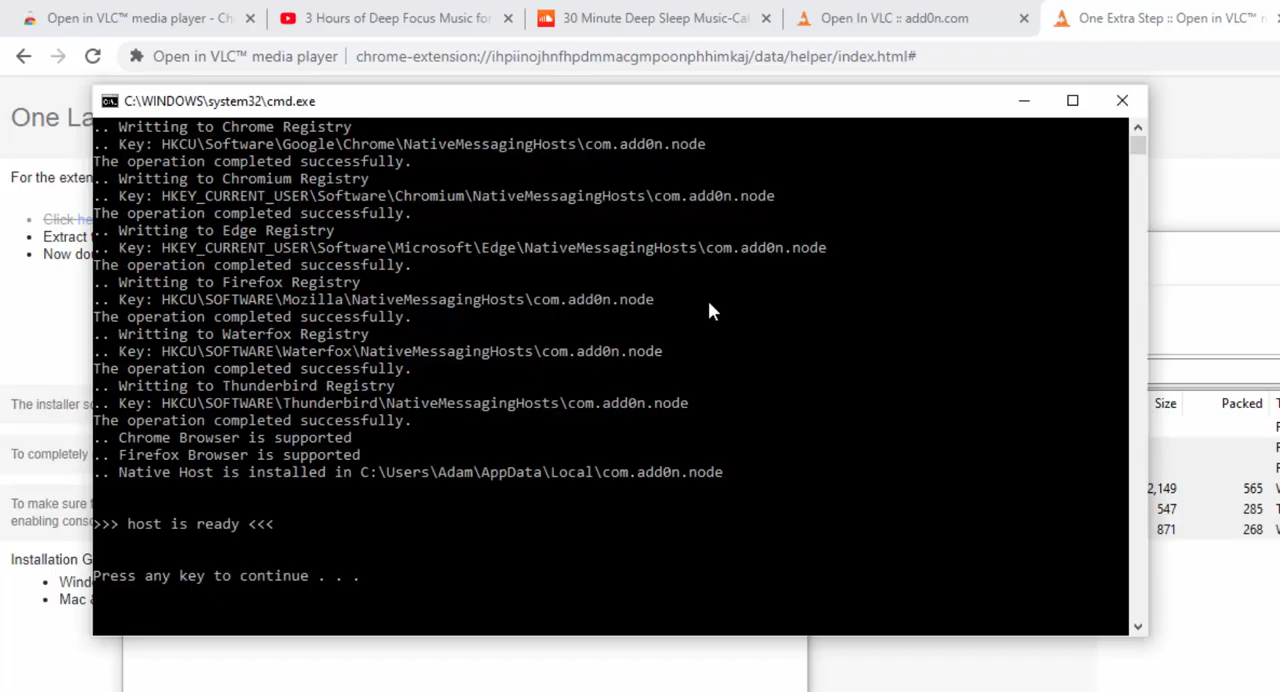 Open in VLC™ media player - Ch
3 Hours of Deep Focus Music for
30 Minute Deep Sleep Music-Cal
Open In VLC :: add0n.com
One Extra Step :: Open in VLC™
Open in VLC™ media player
chrome-extension://ihpiinojhnfhpdmmacgmpoonphhimkaj/data/helper/index.html#
One La
For the exten
Click he
Extract
Now do
The installer s
To completely
To make sure
enabling cons
Installation G
Wind
Mac &
C:\WINDOWS\system32\cmd.exe
.. Writting to Chrome Registry
.. Key: HKCU\Software\Google\Chrome\NativeMessagingHosts\com.add0n.node
The operation completed successfully.
.. Writting to Chromium Registry
.. Key: HKEY_CURRENT_USER\Software\Chromium\NativeMessagingHosts\com.add0n.node
The operation completed successfully.
.. Writting to Edge Registry
.. Key: HKEY_CURRENT_USER\Software\Microsoft\Edge\NativeMessagingHosts\com.add0n.node
The operation completed successfully.
.. Writting to Firefox Registry
.. Key: HKCU\SOFTWARE\Mozilla\NativeMessagingHosts\com.add0n.node
The operation completed successfully.
.. Writting to Waterfox Registry
.. Key: HKCU\SOFTWARE\Waterfox\NativeMessagingHosts\com.add0n.node
The operation completed successfully.
.. Writting to Thunderbird Registry
.. Key: HKCU\SOFTWARE\Thunderbird\NativeMessagingHosts\com.add0n.node
The operation completed successfully.
.. Chrome Browser is supported
.. Firefox Browser is supported
.. Native Host is installed in C:\Users\Adam\AppData\Local\com.add0n.node
>>> host is ready <<<
Press any key to continue . . .
Size Packed
2,149 565
547 285
871 268